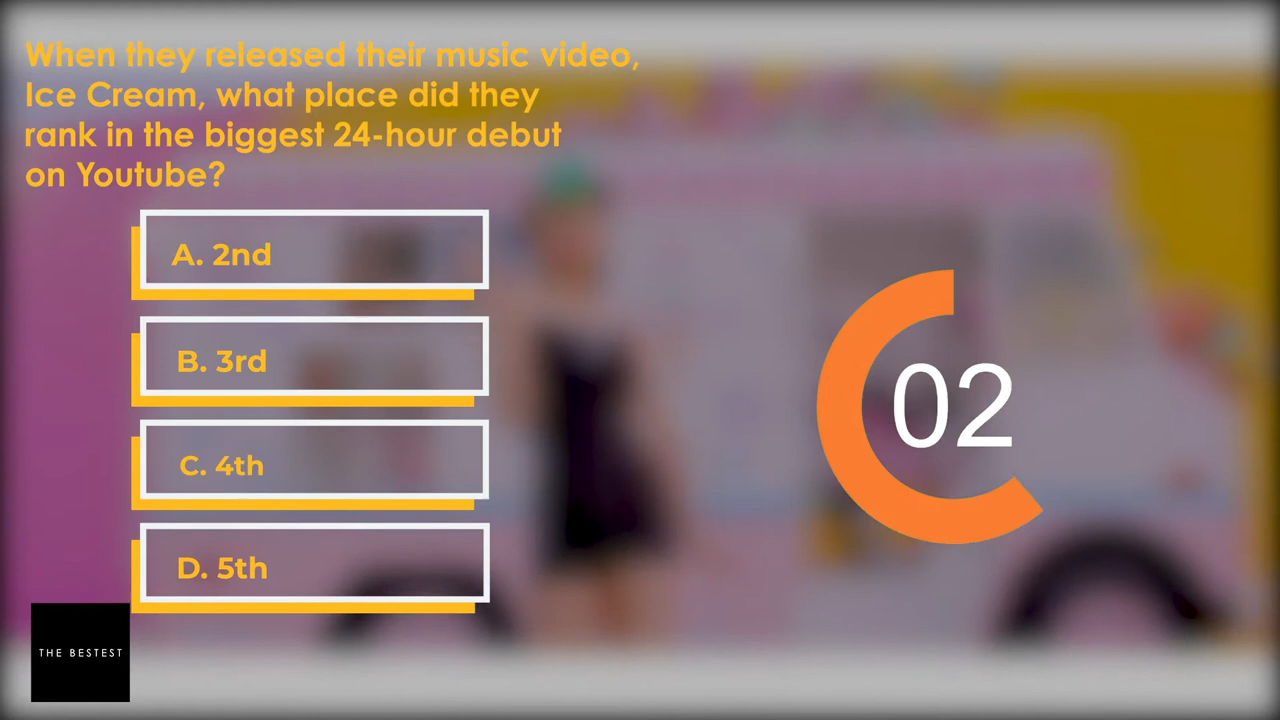 When they released their music video,
Ice Cream, what place did they
rank in the biggest 24-hour debut
on Youtube?
A. 2nd
B. 3rd
C. 4th
D. 5th
02
THE BESTEST